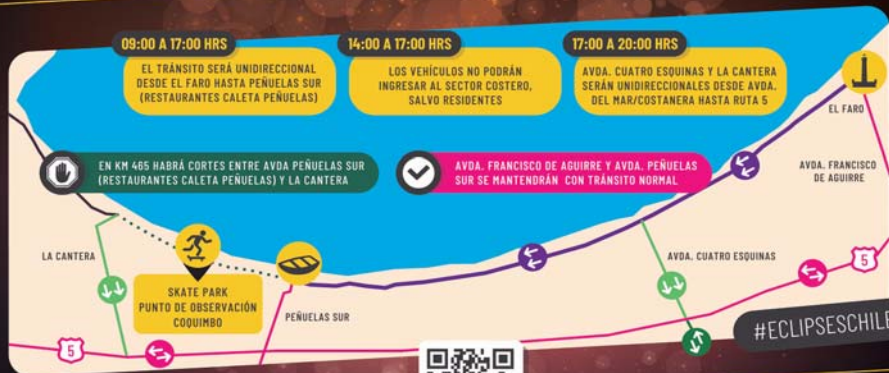 09:00 A 17:00 HRS
EL TRÁNSITO SERÁ UNIDIRECCIONAL
DESDE EL FARO HASTA PEÑUELAS SUR
(RESTAURANTES CALETA PEÑUELAS)
14:00 A 17:00 HRS
LOS VEHÍCULOS NO PODRÁN
INGRESAR AL SECTOR COSTERO,
SALVO RESIDENTES
17:00 A 20:00 HRS
AVDA. CUATRO ESQUINAS Y LA CANTERA
SERÁN UNIDIRECCIONALES DESDE AVDA.
DEL MAR/COSTANERA HASTA RUTA 5
EL FARO
EN KM 465 HABRÁ CORTES ENTRE AVDA PEÑUELAS SUR
(RESTAURANTES CALETA PEÑUELAS) Y LA CANTERA
AVDA. FRANCISCO DE AGUIRRE Y AVDA. PEÑUELAS
SUR SE MANTENDRÁN CON TRÁNSITO NORMAL
AVDA. FRANCISCO
DE AGUIRRE
LA CANTERA
SKATE PARK
PUNTO DE OBSERVACIÓN
COQUIMBO
PEÑUELAS SUR
AVDA. CUATRO ESQUINAS
5
5
#ECLIPSESCHILE